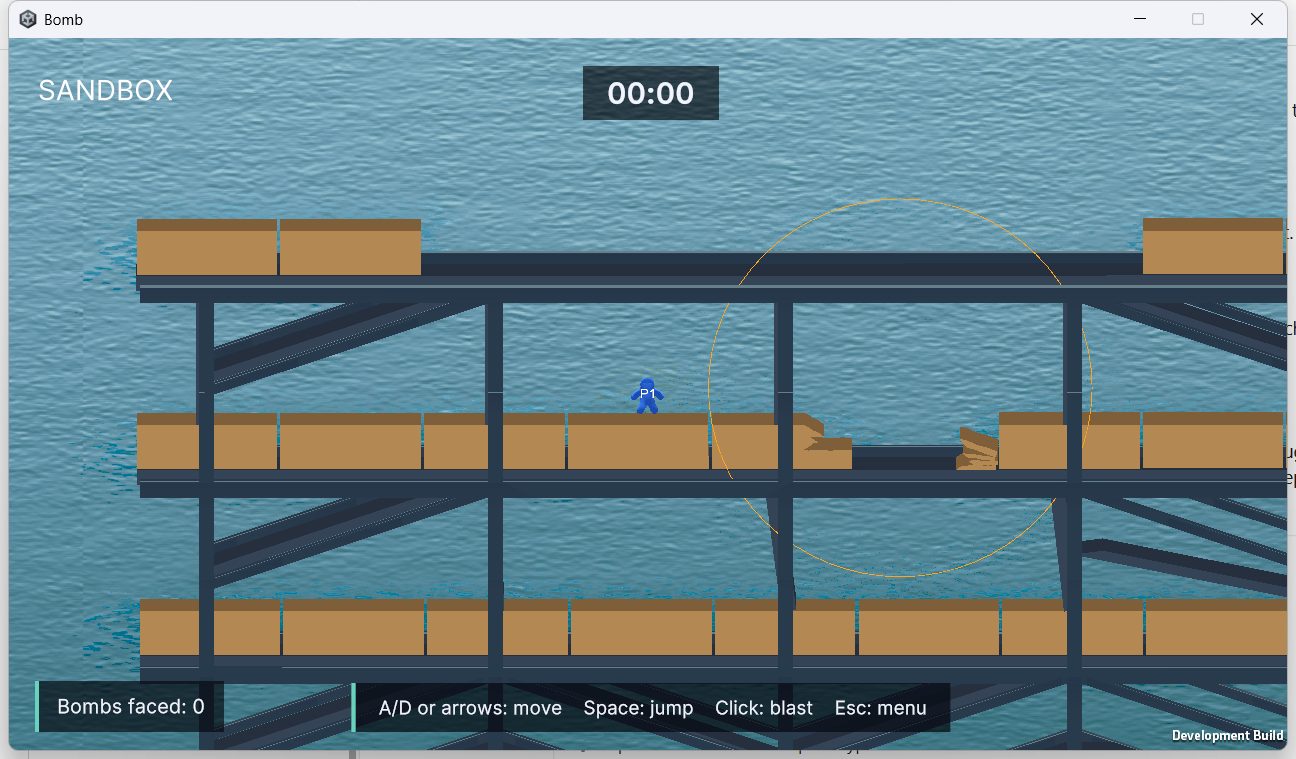 Bomb
SANDBOX
00:00
P1
Bombs faced: 0
A/D or arrows: move Space: jump Click: blast Esc: menu
Development Build